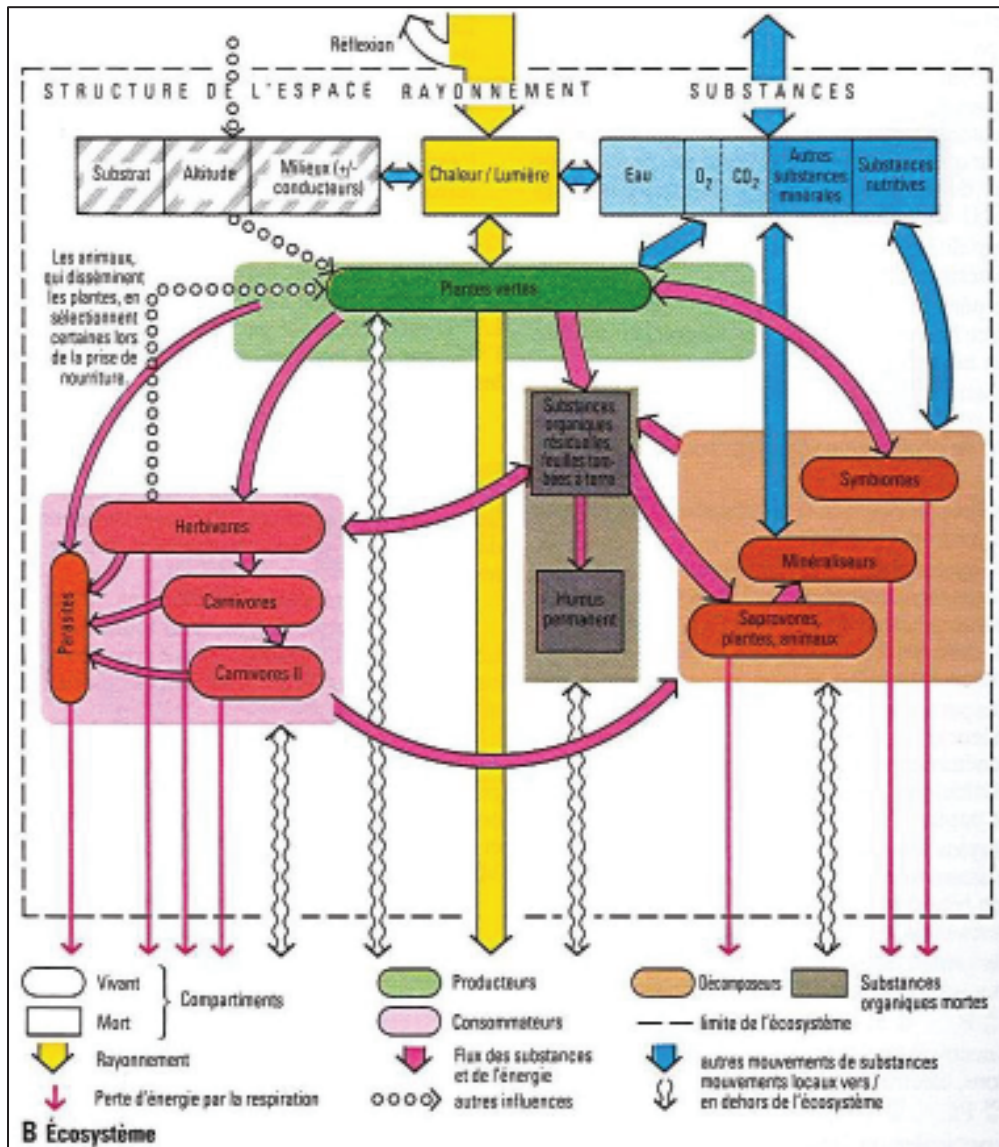 Réflexion
STRUCTURE DE L'ESPACE RAYONNEMENT SUBSTANCES
Substrat
Altitude
Milieux (+/-
conducteurs)
Chaleur / Lumière
Eau
O₂
CO₂
Autres
substances
minérales
Substances
nutritives
Les animaux,
qui disséminent
les plantes, en
sélectionnent
certaines lors
de la prise de
nourriture.
Plantes vertes
Substances
organiques
résiduelles,
feuilles tom-
bées à terre
Humus
permanent
Symbiontes
Minéraliseurs
Saprovores,
plantes, animaux
Herbivores
Carnivores
Carnivores II
Parasites
Vivant
Mort
Compartiments
Rayonnement
Perte d'énergie par la respiration
Producteurs
Consommateurs
Flux des substances
et de l'énergie
autres influences
Décomposeurs
Substances
organiques mortes
limite de l'écosystème
autres mouvements de substances
mouvements locaux vers /
en dehors de l'écosystème
B Écosystème